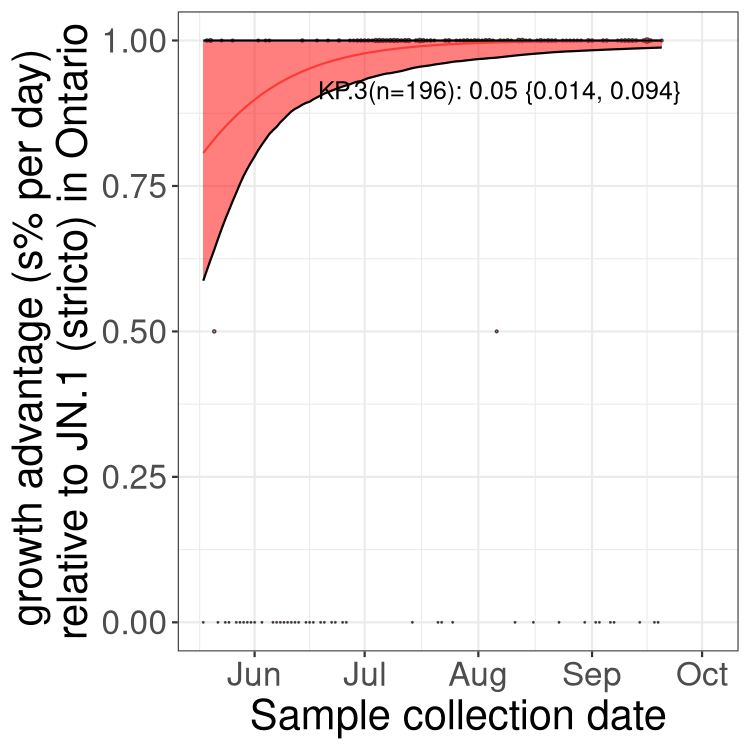 growth advantage (s% per day)
relative to JN.1 (stricto) in Ontario
1.00
0.75
0.50
0.25
0.00
KP.3(n=196): 0.05 {0.014, 0.094}
Jun Jul Aug Sep Oct
Sample collection date